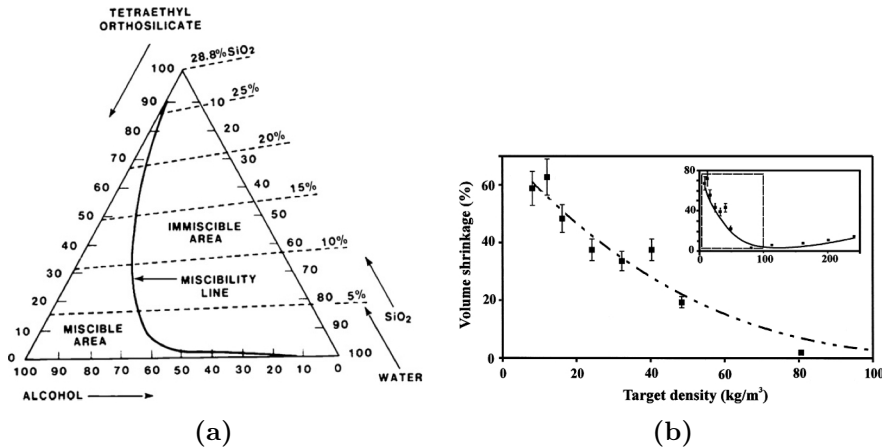 TETRAETHYL
ORTHOSILICATE
28.8% SiO₂
100
25%
90
10
80
20
20%
70
30
60
40
15%
50
50
IMMISCIBLE
AREA
40
60
10%
30
70
MISCIBILITY
LINE
20
80
5%
SiO₂
10
MISCIBLE
AREA
90
0
100
100 90 80 70 60 50 40 30 20 10 0
WATER
ALCOHOL
(a)
Volume shrinkage (%)
60
40
20
0
0 20 40 60 80 100
Target density (kg/m³)
80
40
0
0 100 200
(b)